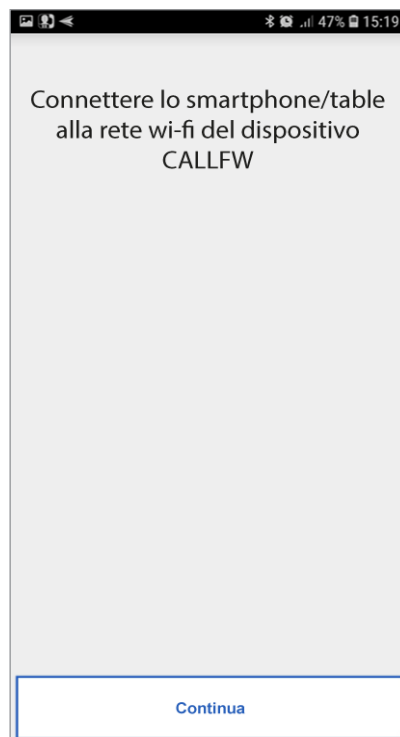 47% 15:19
Connettere lo smartphone/table
alla rete wi-fi del dispositivo
CALLFW
Continua